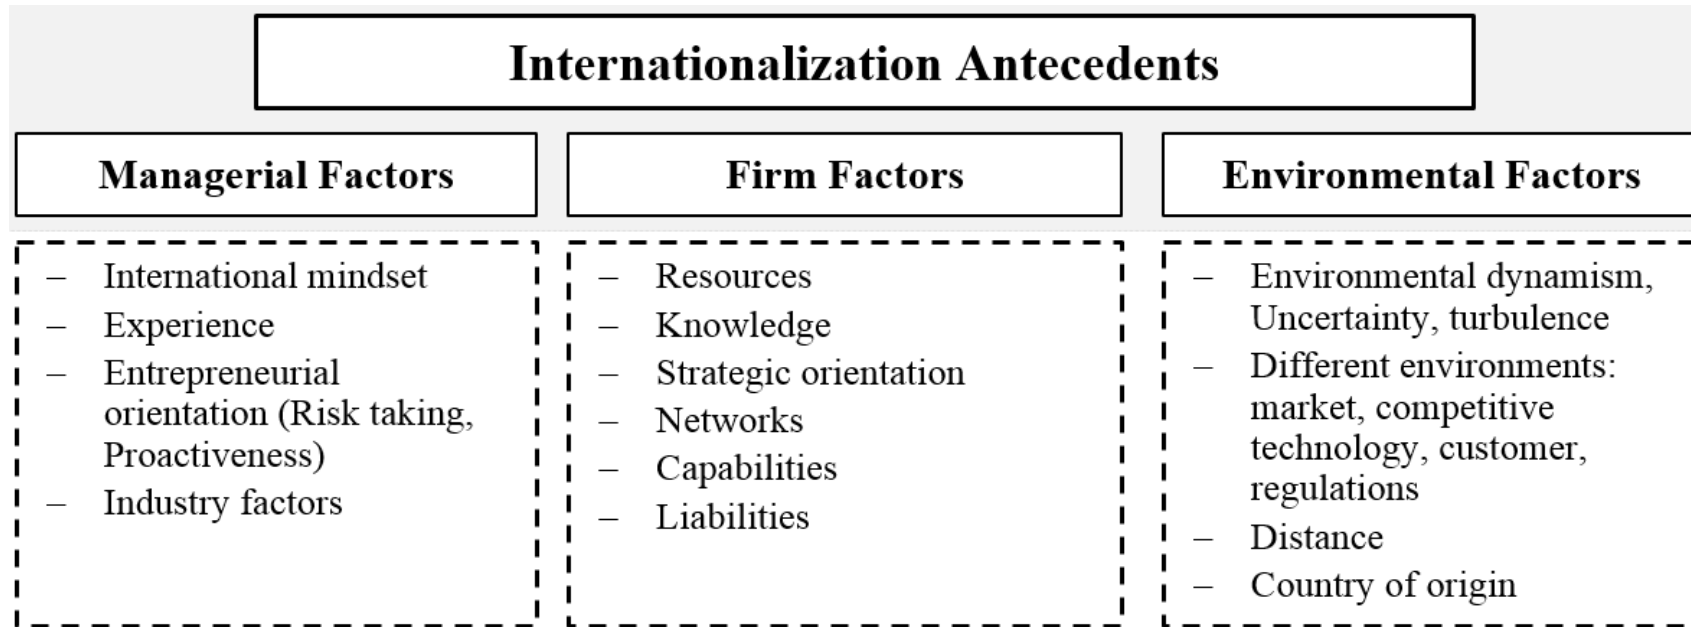 Internationalization Antecedents
Managerial Factors
– International mindset
– Experience
– Entrepreneurial
orientation (Risk taking,
Proactiveness)
– Industry factors
Firm Factors
– Resources
– Knowledge
– Strategic orientation
– Networks
– Capabilities
– Liabilities
Environmental Factors
– Environmental dynamism,
Uncertainty, turbulence
– Different environments:
market, competitive
technology, customer,
regulations
– Distance
– Country of origin